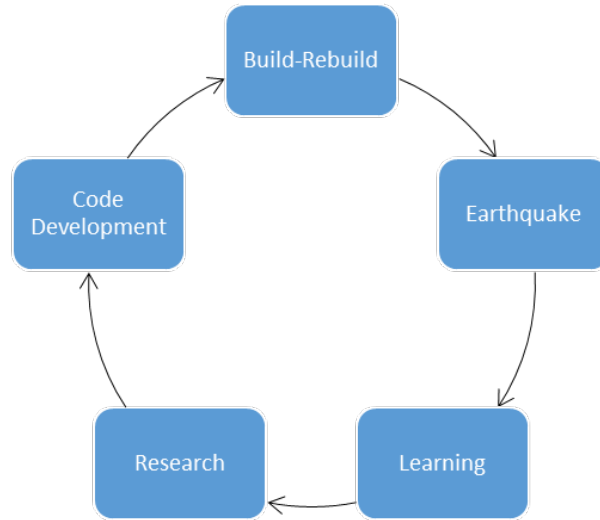 Build-Rebuild
Earthquake
Learning
Research
Code
Development